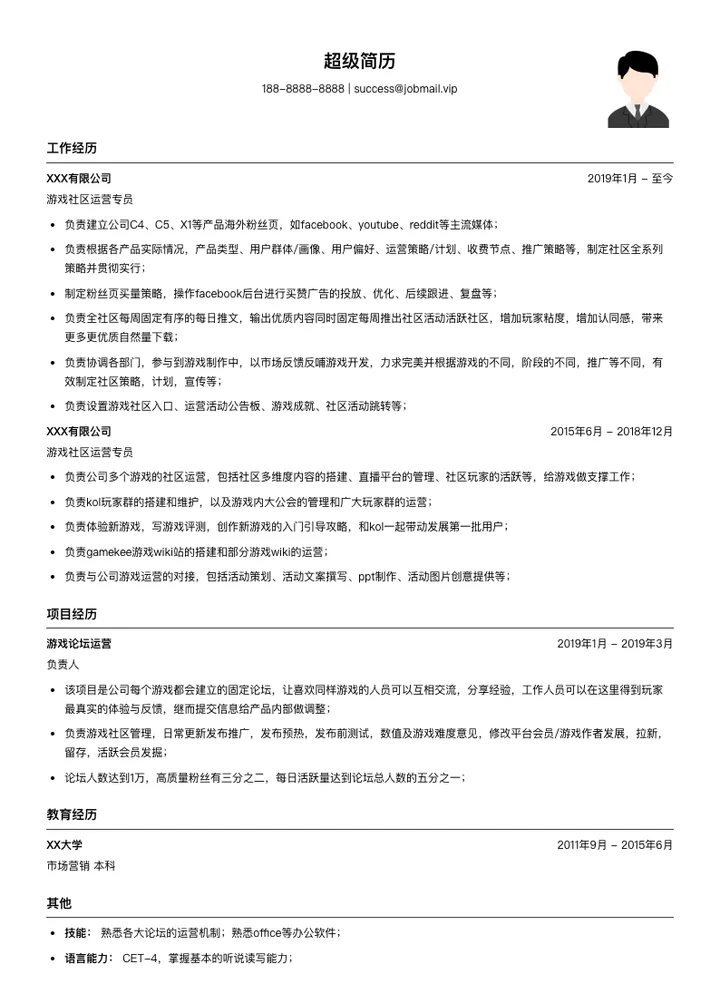 超级简历
188-8888-8888 | success@jobmail.vip
工作经历
XXX有限公司 2019年1月 – 至今
游戏社区运营专员
• 负责建立公司C4、C5、X1等产品海外粉丝页，如facebook、youtube、reddit等主流媒体；
• 负责根据各产品实际情况，产品类型、用户群体/画像、用户偏好、运营策略/计划、收费节点、推广策略等，制定社区全系列
策略并贯彻实行；
• 制定粉丝页买量策略，操作facebook后台进行买赞广告的投放、优化、后续跟进、复盘等；
• 负责全社区每周固定有序的每日推文，输出优质内容同时固定每周推出社区活动活跃社区，增加玩家粘度，增加认同感，带来
更多更优质自然量下载；
• 负责协调各部门，参与到游戏制作中，以市场反馈反哺游戏开发，力求完美并根据游戏的不同，阶段的不同，推广等不同，有
效制定社区策略，计划，宣传等；
• 负责设置游戏社区入口、运营活动公告板、游戏成就、社区活动跳转等；
XXX有限公司 2015年6月 – 2018年12月
游戏社区运营专员
• 负责公司多个游戏的社区运营，包括社区多维度内容的搭建、直播平台的管理、社区玩家的活跃等，给游戏做支撑工作；
• 负责kol玩家群的搭建和维护，以及游戏内大公会的管理和广大玩家群的运营；
• 负责体验新游戏，写游戏评测，创作新游戏的入门引导攻略，和kol一起带动发展第一批用户；
• 负责gamekee游戏wiki站的搭建和部分游戏wiki的运营；
• 负责与公司游戏运营的对接，包括活动策划、活动文案撰写、ppt制作、活动图片创意提供等；
项目经历
游戏论坛运营 2019年1月 – 2019年3月
负责人
• 该项目是公司每个游戏都会建立的固定论坛，让喜欢同样游戏的人员可以互相交流，分享经验，工作人员可以在这里得到玩家
最真实的体验与反馈，继而提交信息给产品内部做调整；
• 负责游戏社区管理，日常更新发布推广，发布预热，发布前测试，数值及游戏难度意见，修改平台会员/游戏作者发展，拉新，
留存，活跃会员发掘；
• 论坛人数达到1万，高质量粉丝有三分之二，每日活跃量达到论坛总人数的五分之一；
教育经历
XX大学 2011年9月 – 2015年6月
市场营销 本科
其他
• 技能： 熟悉各大论坛的运营机制；熟悉office等办公软件；
• 语言能力： CET-4，掌握基本的听说读写能力；